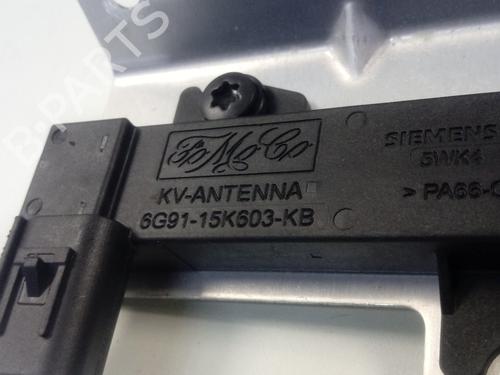 B-PARTS
FoMoCo
SIEMENS
5WK4
KV-ANTENNA
>PA66-
6G91-15K603-KB